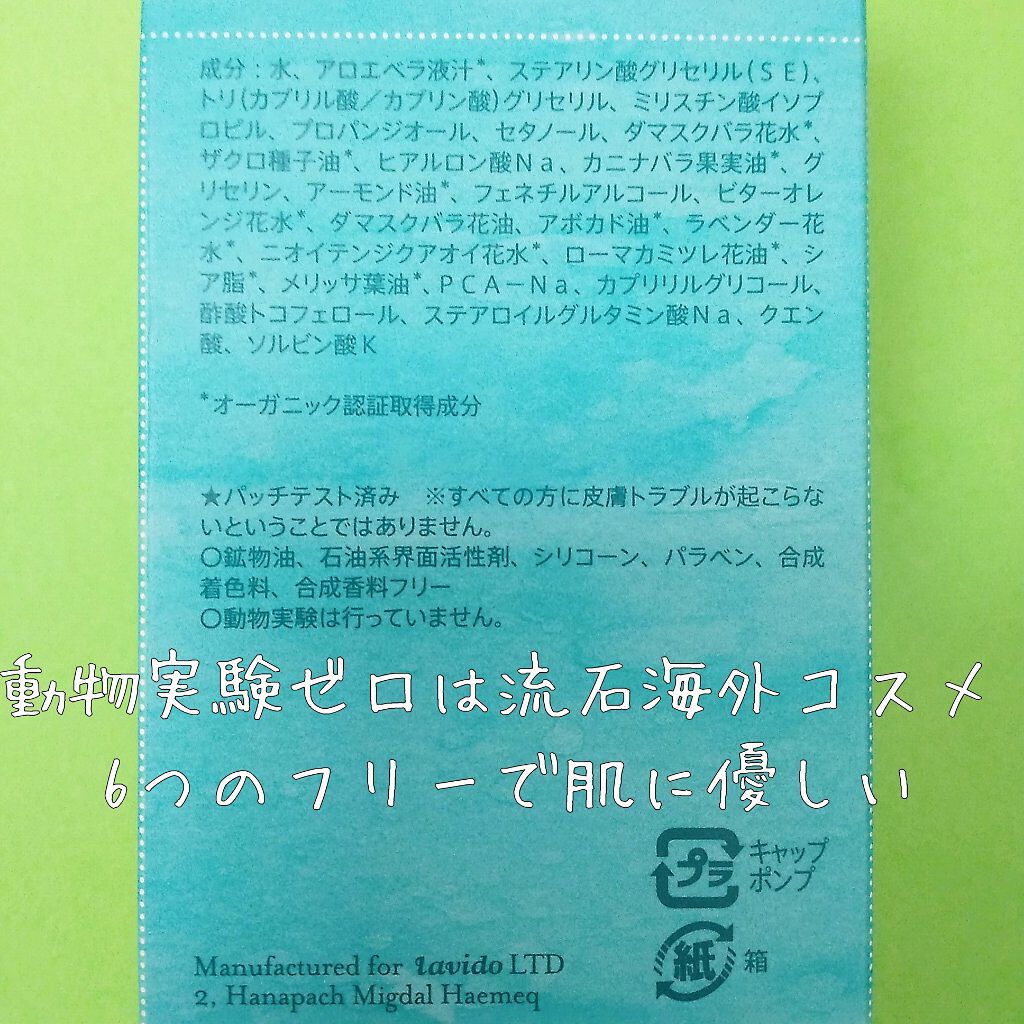 成分：水、アロエベラ液汁*、ステアリン酸グリセリル(ＳＥ)、
トリ(カプリル酸／カプリン酸)グリセリル、ミリスチン酸イソプ
ロピル、プロパンジオール、セタノール、ダマスクバラ花水*、
ザクロ種子油*、ヒアルロン酸Ｎａ、カニナバラ果実油*、グ
リセリン、アーモンド油*、フェネチルアルコール、ビターオレ
ンジ花水*、ダマスクバラ花油、アボカド油*、ラベンダー花
水*、ニオイテンジクアオイ花水*、ローマカミツレ花油*、シ
ア脂*、メリッサ葉油*、ＰＣＡ－Ｎａ、カプリリルグリコール、
酢酸トコフェロール、ステアロイルグルタミン酸Ｎａ、クエン
酸、ソルビン酸Ｋ
*オーガニック認証取得成分
★パッチテスト済み　※すべての方に皮膚トラブルが起こらな
いということではありません。
〇鉱物油、石油系界面活性剤、シリコーン、パラベン、合成
着色料、合成香料フリー
〇動物実験は行っていません。
動物実験ゼロは流石海外コスメ
6つのフリーで肌に優しい
プラ
キャップ
ポンプ
紙
箱
Manufactured for lavido LTD
2, Hanapach Migdal Haemeq